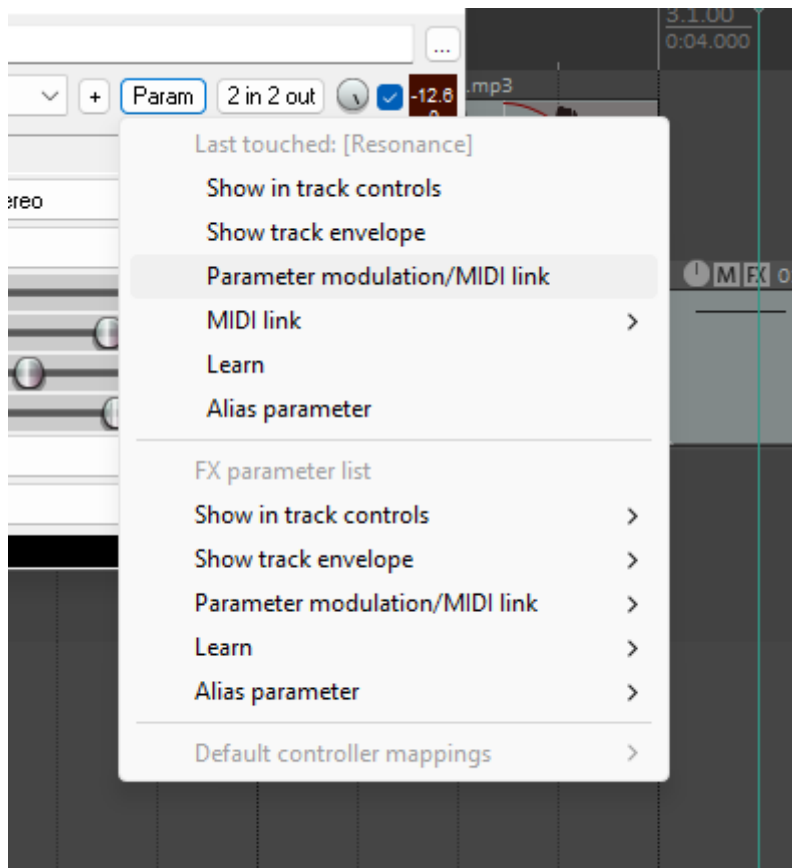 3.1.00
0:04.000
...
+
Param
2 in 2 out
-12.6
.mp3
Last touched: [Resonance]
ereo
Show in track controls
Show track envelope
Parameter modulation/MIDI link
M FX 0
MIDI link
Learn
Alias parameter
FX parameter list
Show in track controls
Show track envelope
Parameter modulation/MIDI link
Learn
Alias parameter
Default controller mappings